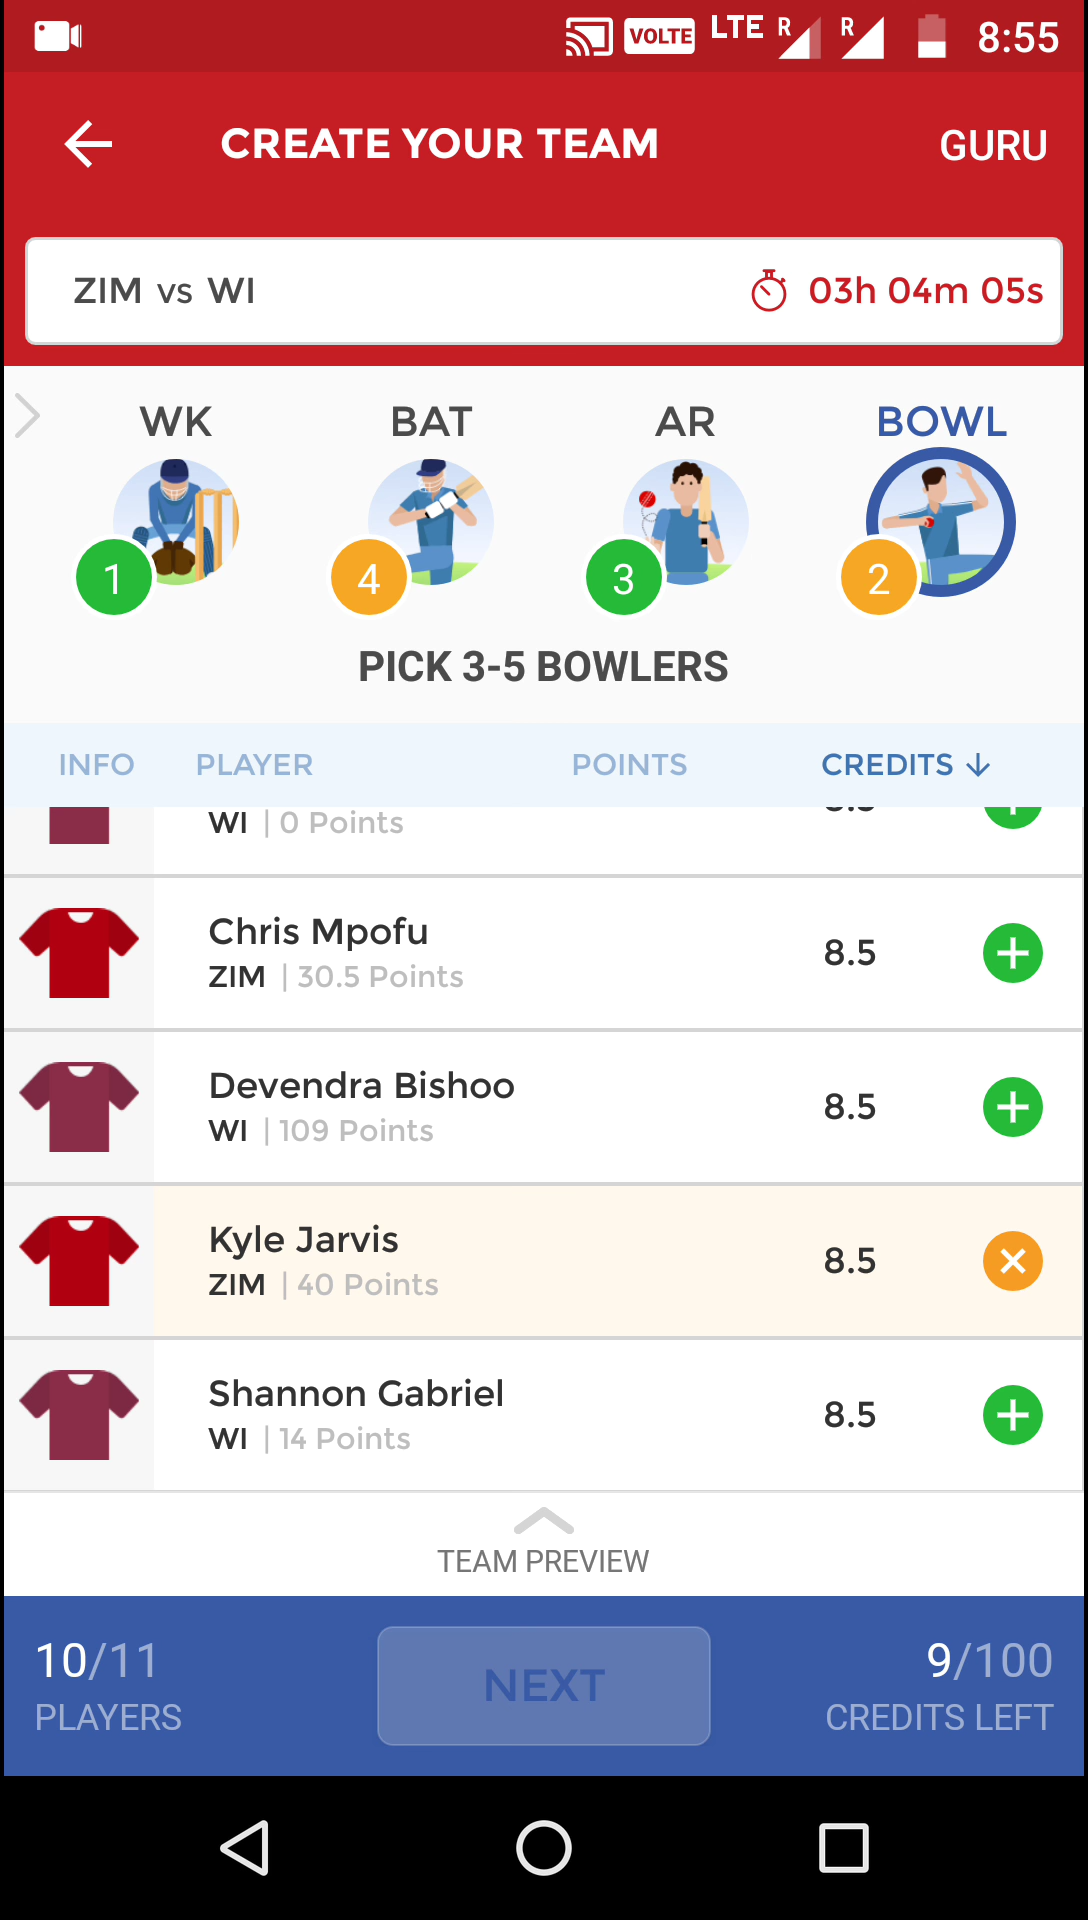 VOLTE LTE R R 8:55
CREATE YOUR TEAM GURU
ZIM vs WI 03h 04m 05s
WK BAT AR BOWL
1 4 3 2
PICK 3-5 BOWLERS
INFO PLAYER POINTS CREDITS
WI | 0 Points
Chris Mpofu
8.5
ZIM | 30.5 Points
Devendra Bishoo
8.5
WI | 109 Points
Kyle Jarvis
8.5
ZIM | 40 Points
Shannon Gabriel
8.5
WI | 14 Points
TEAM PREVIEW
10/11 NEXT 9/100
PLAYERS CREDITS LEFT